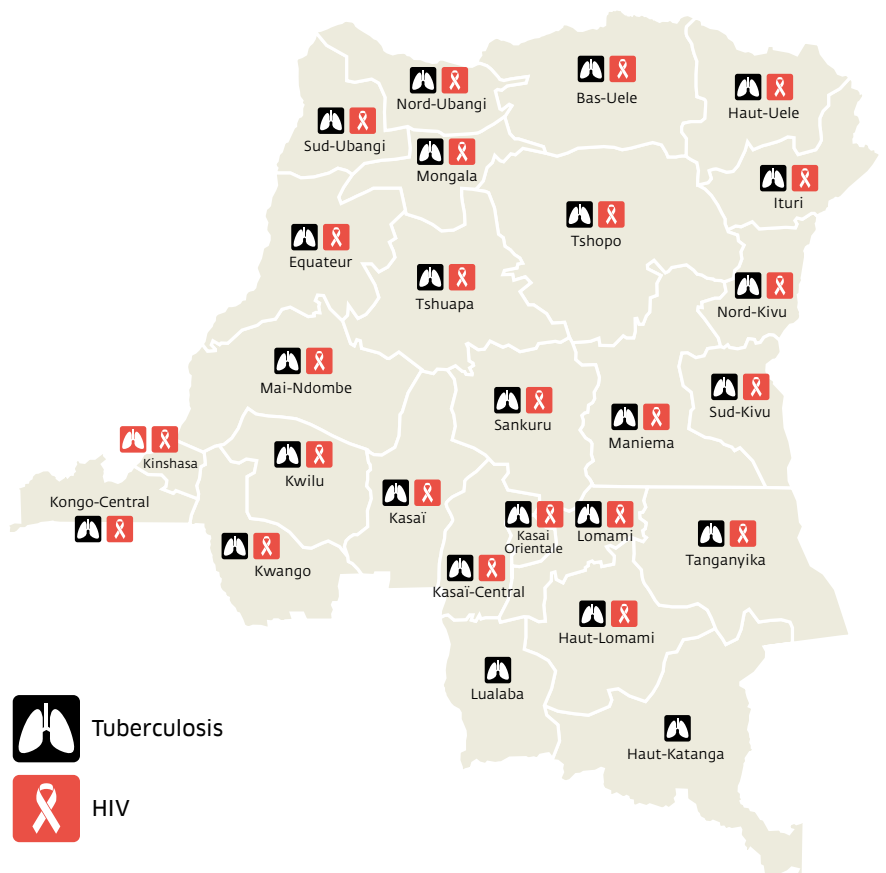 Nord-Ubangi
Bas-Uele
Haut-Uele
Sud-Ubangi
Mongala
Ituri
Tshopo
Equateur
Tshuapa
Nord-Kivu
Mai-Ndombe
Sankuru
Sud-Kivu
Maniema
Kinshasa
Kwilu
Kongo-Central
Kasaï
Kasai
Orientale
Lomami
Tanganyika
Kwango
Kasaï-Central
Haut-Lomami
Lualaba
Haut-Katanga
Tuberculosis
HIV